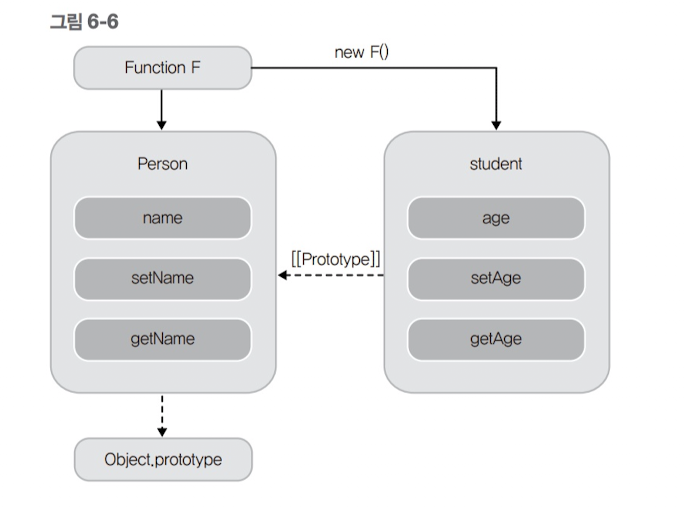 그림 6-6
Function F
new F()
Person
name
setName
getName
[[Prototype]]
student
age
setAge
getAge
Object.prototype